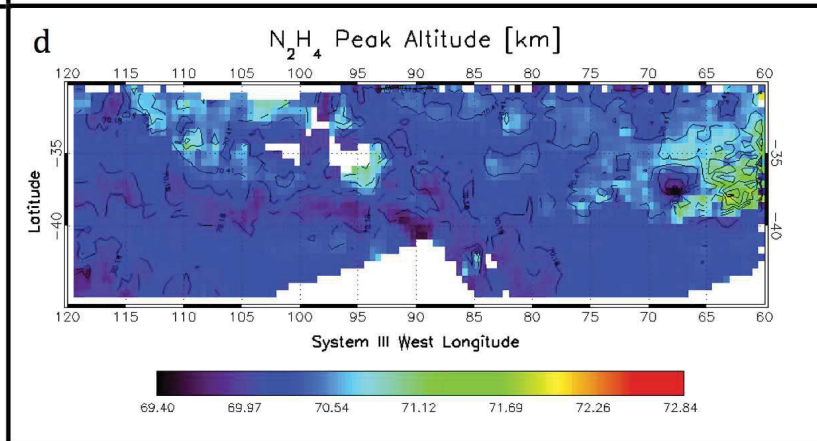 d
N₂H₄ Peak Altitude [km]
120 115 110 105 100 95 90 85 80 75 70 65 60
-35 -35
Latitude
-40 -40
120 115 110 105 100 95 90 85 80 75 70 65 60
System III West Longitude
69.40 69.97 70.54 71.12 71.69 72.26 72.84